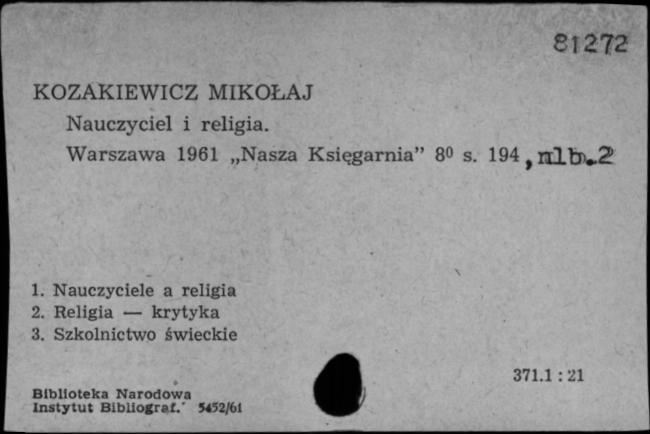 81272
KOZAKIEWICZ MIKOŁAJ
Nauczyciel i religia.
Warszawa 1961 „Nasza Księgarnia” 8⁰ s. 194, nlb.2
1. Nauczyciele a religia
2. Religia — krytyka
3. Szkolnictwo świeckie
371.1 : 21
Biblioteka Narodowa
Instytut Bibliograf. 5452/61